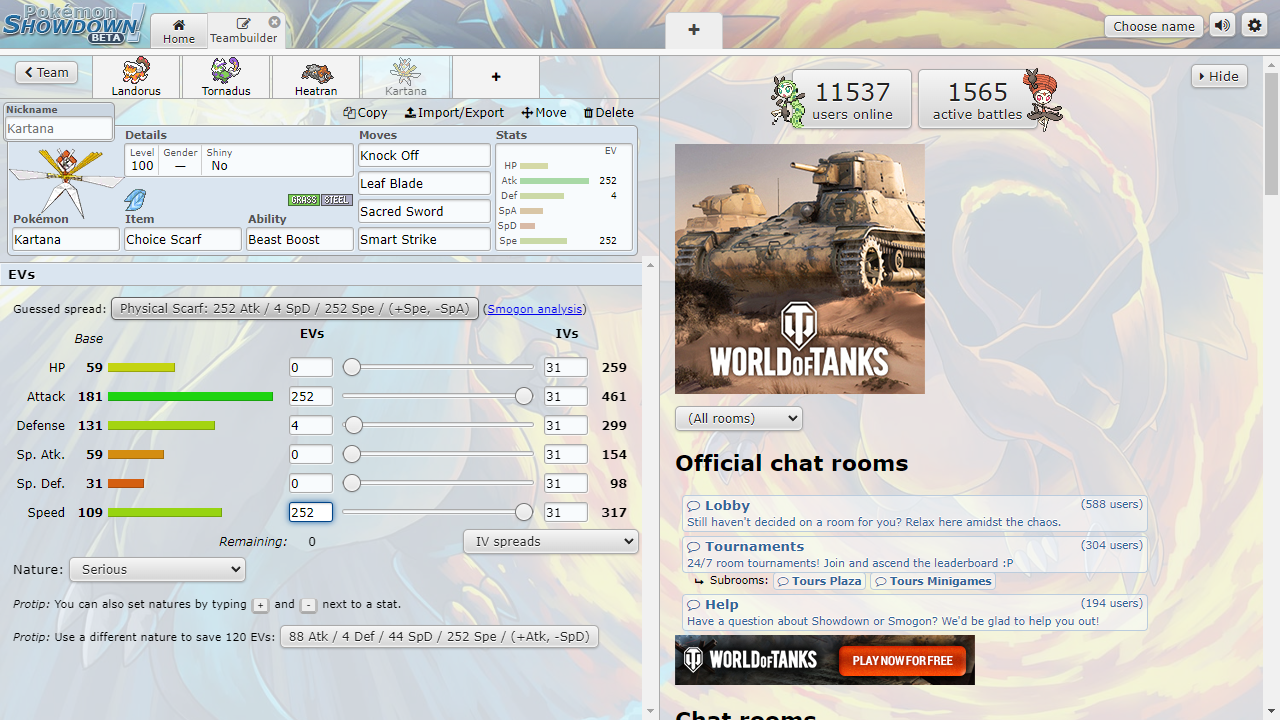 Pokémon
SHOWDOWN!
BETA
Home
Teambuilder
+
Choose name
Team
Landorus
Tornadus
Heatran
Kartana
+
Nickname
Kartana
Copy
Import/Export
Move
Delete
Details
Level
100
Gender
—
Shiny
No
GRASS STEEL
Pokémon
Kartana
Item
Choice Scarf
Ability
Beast Boost
Moves
Knock Off
Leaf Blade
Sacred Sword
Smart Strike
Stats
EV
HP
Atk 252
Def 4
SpA
SpD
Spe 252
EVs
Guessed spread: Physical Scarf: 252 Atk / 4 SpD / 252 Spe / (+Spe, -SpA) (Smogon analysis)
Base EVs IVs
HP 59 0 31 259
Attack 181 252 31 461
Defense 131 4 31 299
Sp. Atk. 59 0 31 154
Sp. Def. 31 0 31 98
Speed 109 252 31 317
Remaining: 0
IV spreads
Nature: Serious
Protip: You can also set natures by typing + and - next to a stat.
Protip: Use a different nature to save 120 EVs: 88 Atk / 4 Def / 44 SpD / 252 Spe / (+Atk, -SpD)
11537
users online
1565
active battles
Hide
WORLD OF TANKS
(All rooms)
Official chat rooms
Lobby (588 users)
Still haven't decided on a room for you? Relax here amidst the chaos.
Tournaments (304 users)
24/7 room tournaments! Join and ascend the leaderboard :P
Subrooms: Tours Plaza Tours Minigames
Help (194 users)
Have a question about Showdown or Smogon? We'd be glad to help you out!
WORLD OF TANKS PLAY NOW FOR FREE
Chat rooms